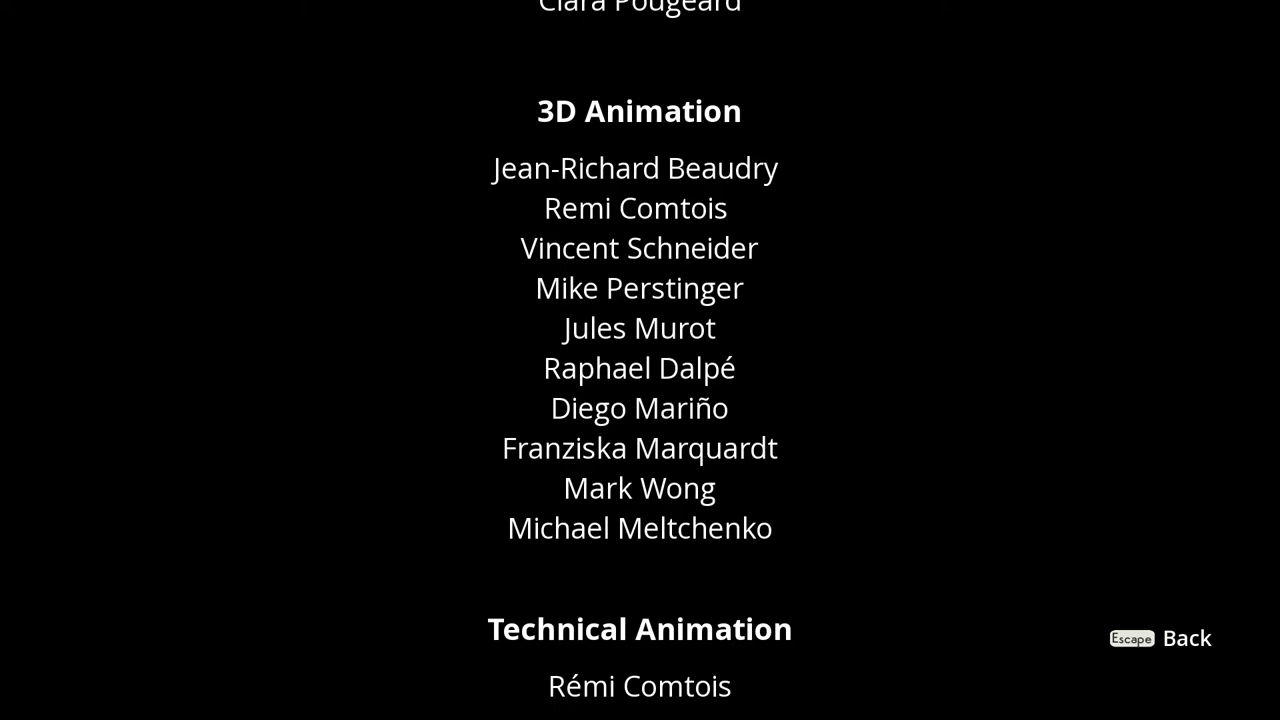 Clara Pougeard
3D Animation
Jean-Richard Beaudry
Remi Comtois
Vincent Schneider
Mike Perstinger
Jules Murot
Raphael Dalpé
Diego Mariño
Franziska Marquardt
Mark Wong
Michael Meltchenko
Technical Animation
Escape Back
Rémi Comtois